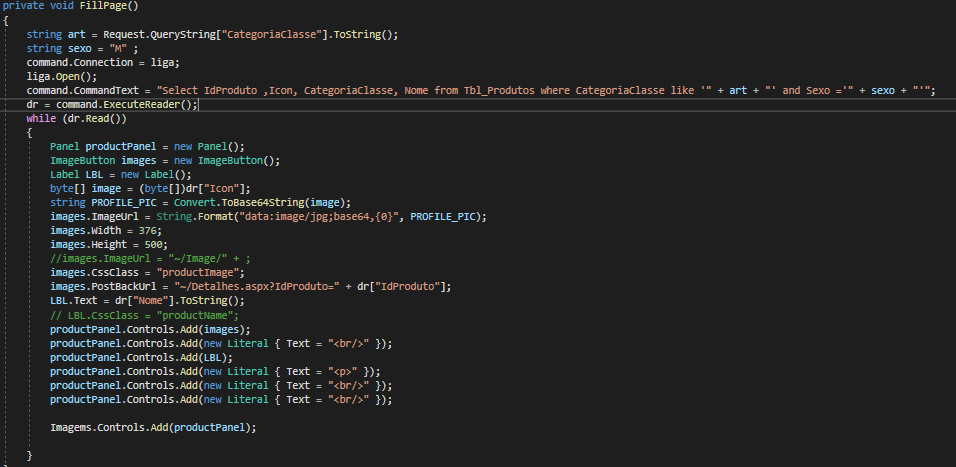 private void FillPage()
{
string art = Request.QueryString["CategoriaClasse"].ToString();
string sexo = "M" ;
command.Connection = liga;
liga.Open();
command.CommandText = "Select IdProduto ,Icon, CategoriaClasse, Nome from Tbl_Produtos where CategoriaClasse like '" + art + "' and Sexo ='" + sexo + "'";
dr = command.ExecuteReader();
while (dr.Read())
{
Panel productPanel = new Panel();
ImageButton images = new ImageButton();
Label LBL = new Label();
byte[] image = (byte[])dr["Icon"];
string PROFILE_PIC = Convert.ToBase64String(image);
images.ImageUrl = String.Format("data:image/jpg;base64,{0}", PROFILE_PIC);
images.Width = 376;
images.Height = 500;
//images.ImageUrl = "~/Image/" + ;
images.CssClass = "productImage";
images.PostBackUrl = "~/Detalhes.aspx?IdProduto=" + dr["IdProduto"];
LBL.Text = dr["Nome"].ToString();
// LBL.CssClass = "productName";
productPanel.Controls.Add(images);
productPanel.Controls.Add(new Literal { Text = "<br/>" });
productPanel.Controls.Add(LBL);
productPanel.Controls.Add(new Literal { Text = "<p>" });
productPanel.Controls.Add(new Literal { Text = "<br/>" });
productPanel.Controls.Add(new Literal { Text = "<br/>" });
Imagems.Controls.Add(productPanel);
}